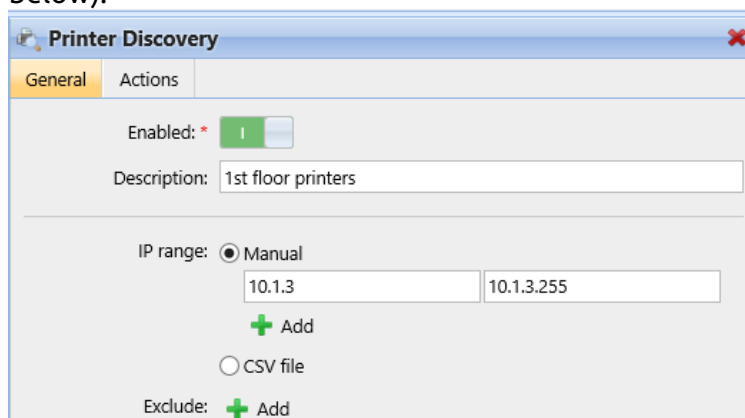 below).
Printer Discovery
General Actions
Enabled: *
Description: 1st floor printers
IP range: Manual
10.1.3 10.1.3.255
Add
CSV file
Exclude: Add